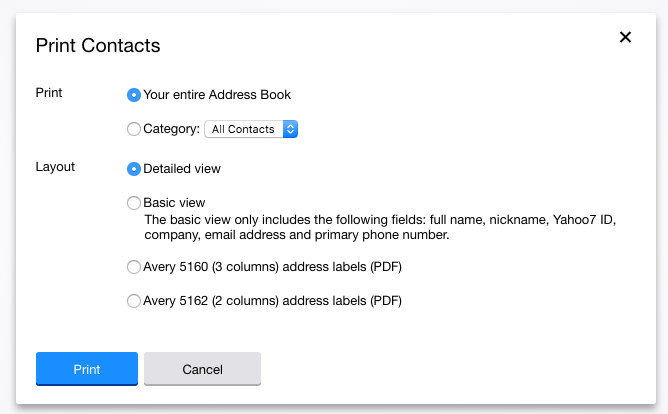 Print Contacts
Print
Your entire Address Book
Category: All Contacts
Layout
Detailed view
Basic view
The basic view only includes the following fields: full name, nickname, Yahoo7 ID,
company, email address and primary phone number.
Avery 5160 (3 columns) address labels (PDF)
Avery 5162 (2 columns) address labels (PDF)
Print
Cancel